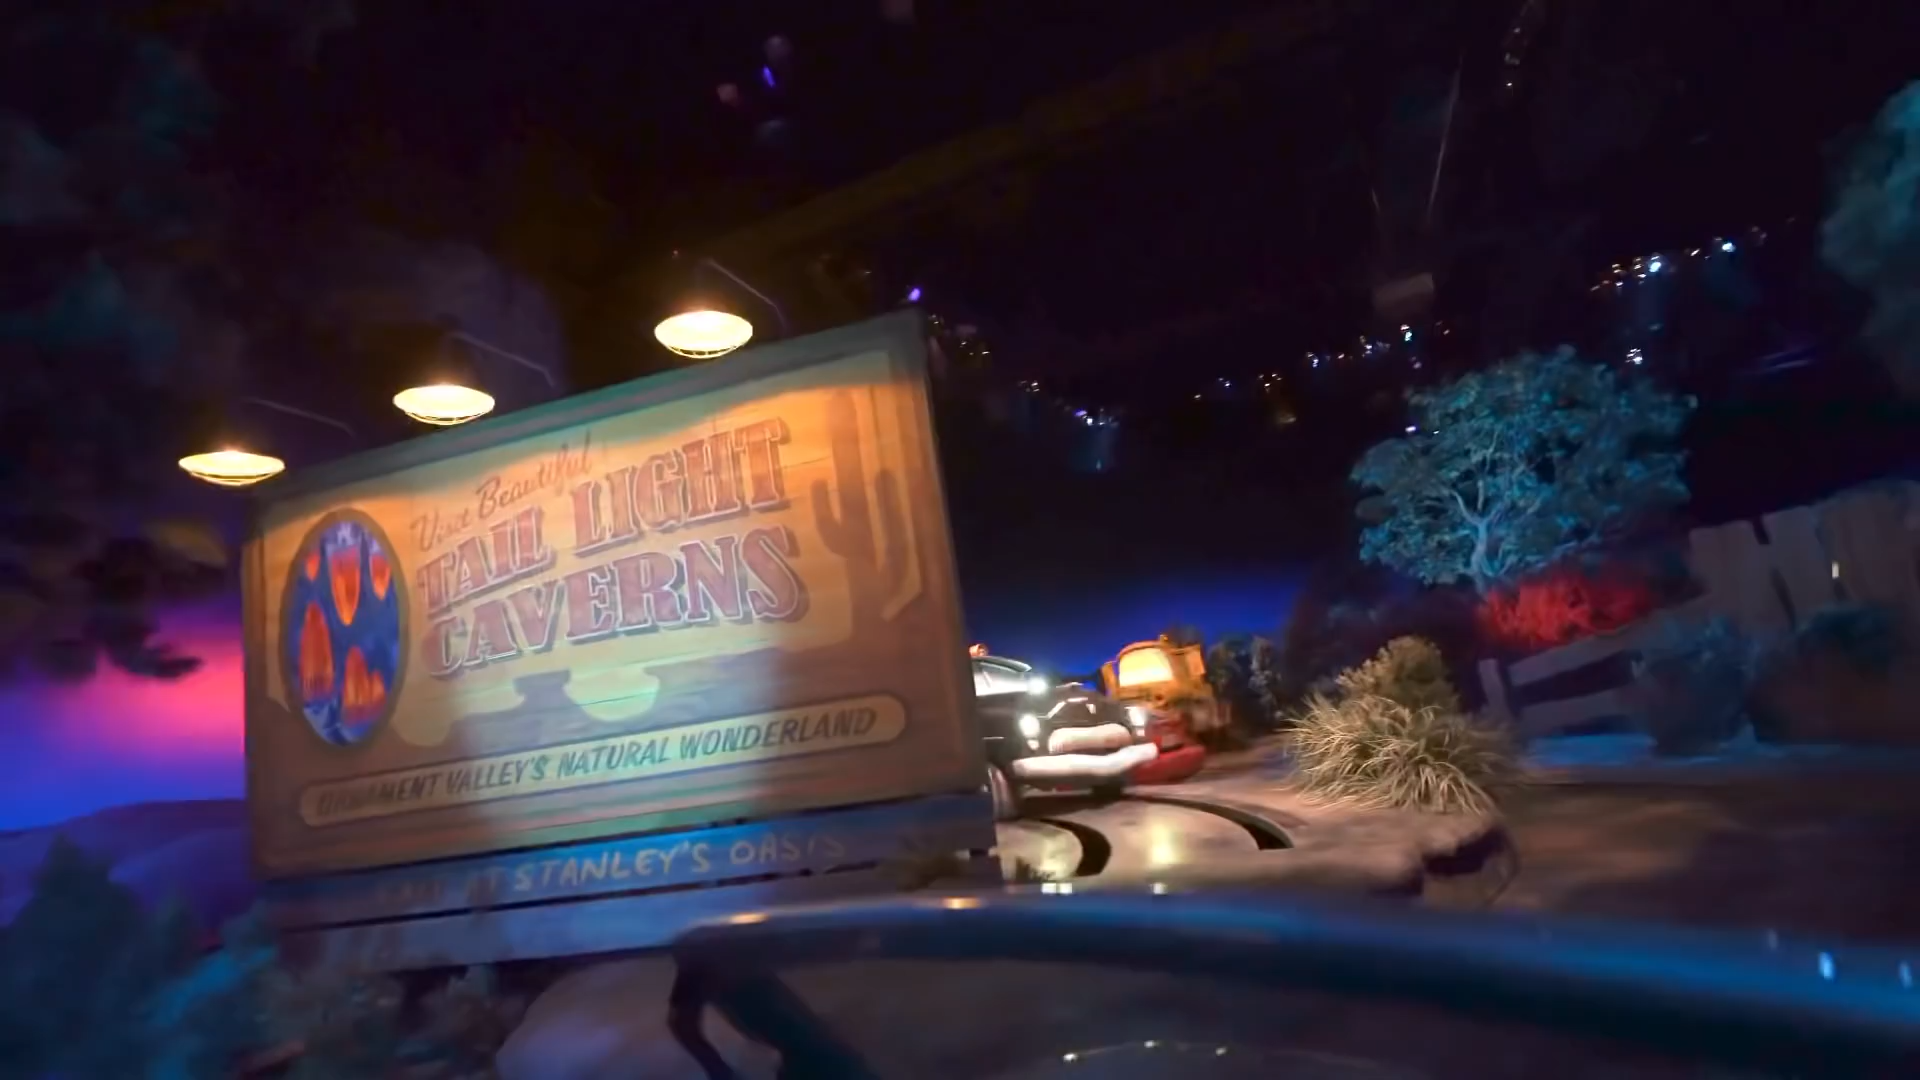 Visit Beautiful
TAIL LIGHT
CAVERNS
ORNAMENT VALLEY'S NATURAL WONDERLAND
STANLEY'S OASIS